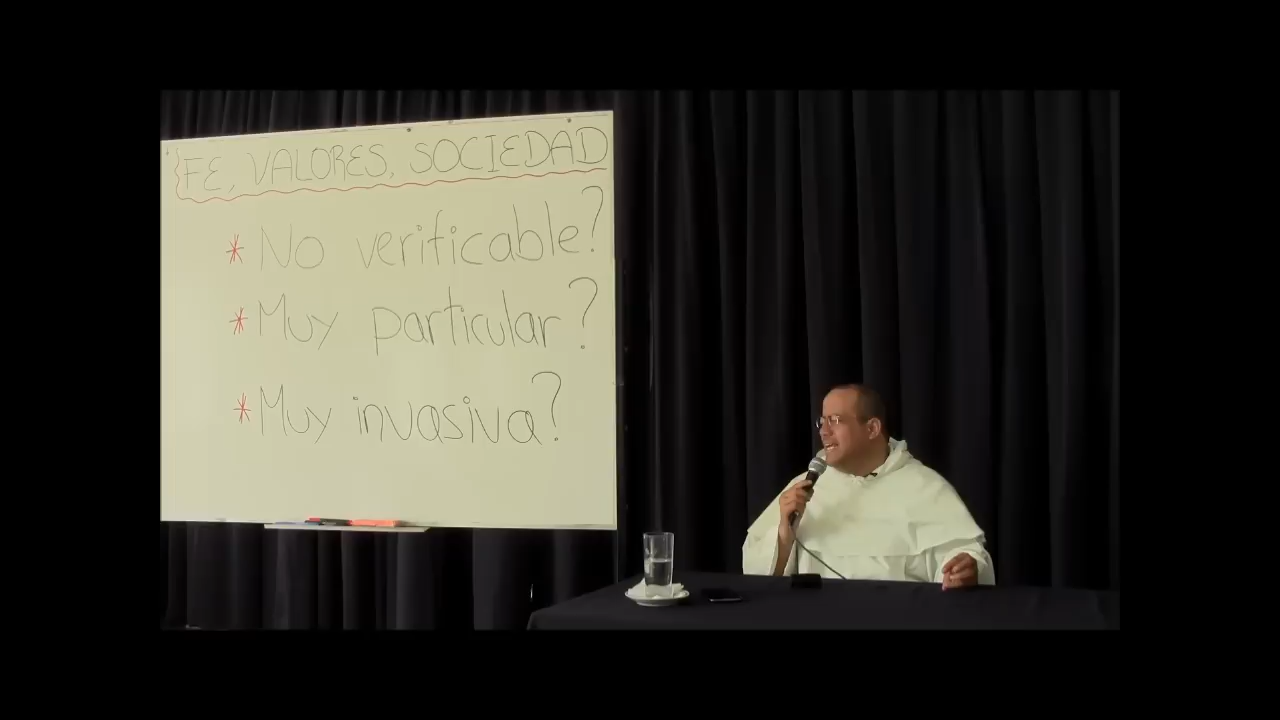 FE, VALORES, SOCIEDAD
* No verificable?
* Muy particular?
* Muy invasiva?